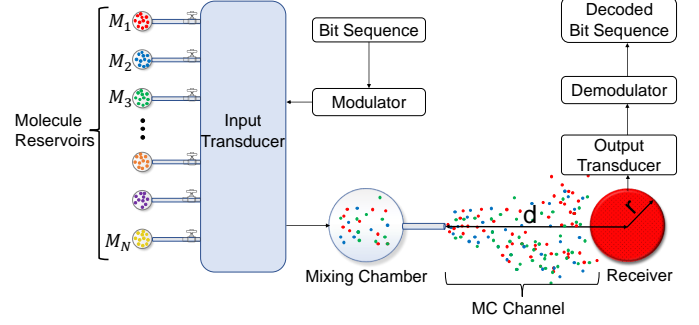 M₁
M₂
M₃
Molecule
Reservoirs
M_N
Input
Transducer
Bit Sequence
Modulator
Mixing Chamber
d
MC Channel
Decoded
Bit Sequence
Demodulator
Output
Transducer
r
Receiver